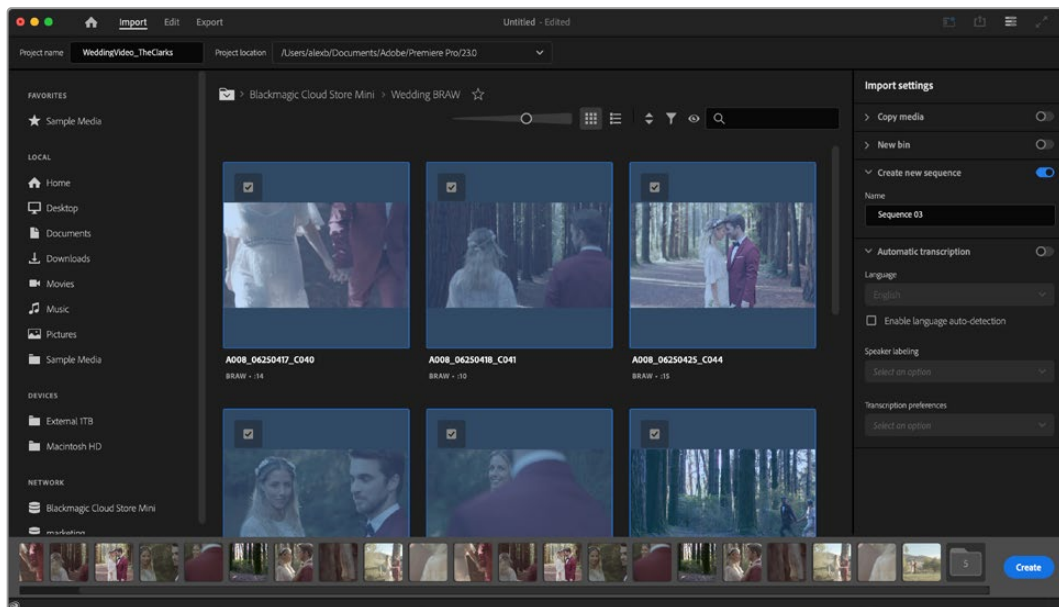 Import Edit Export Untitled - Edited
Project name WeddingVideo_TheClarks Project location /Users/alexb/Documents/Adobe/Premiere Pro/23.0
FAVORITES
Sample Media
LOCAL
Home
Desktop
Documents
Downloads
Movies
Music
Pictures
Sample Media
DEVICES
External 1TB
Macintosh HD
NETWORK
Blackmagic Cloud Store Mini
marketing
Blackmagic Cloud Store Mini > Wedding BRAW
A008_06250417_C040
BRAW • :14
A008_06250418_C041
BRAW • :10
A008_06250425_C044
BRAW • :15
Import settings
Copy media
New bin
Create new sequence
Name
Sequence 03
Automatic transcription
Language
English
Enable language auto-detection
Speaker labeling
Select an option
Transcription preferences
Select an option
5
Create